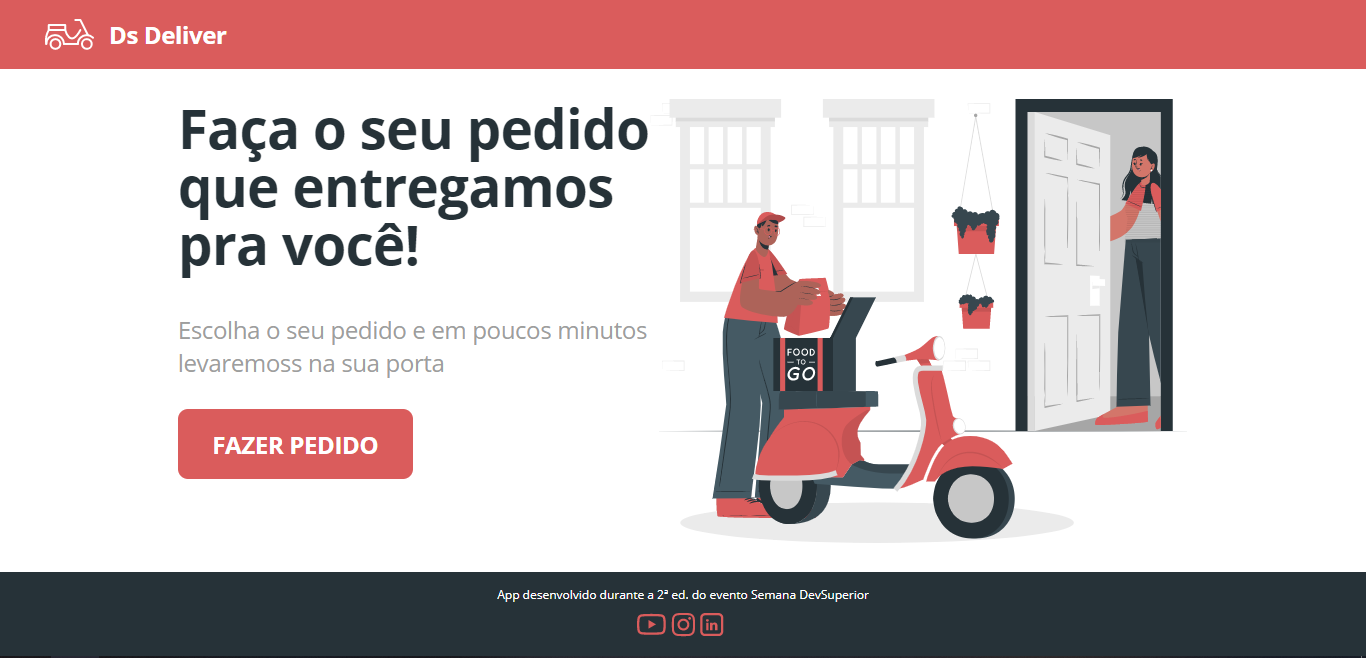 Ds Deliver
Faça o seu pedido
que entregamos
pra você!
Escolha o seu pedido e em poucos minutos
levaremoss na sua porta
FAZER PEDIDO
FOOD
TO
GO
App desenvolvido durante a 2ª ed. do evento Semana DevSuperior
in